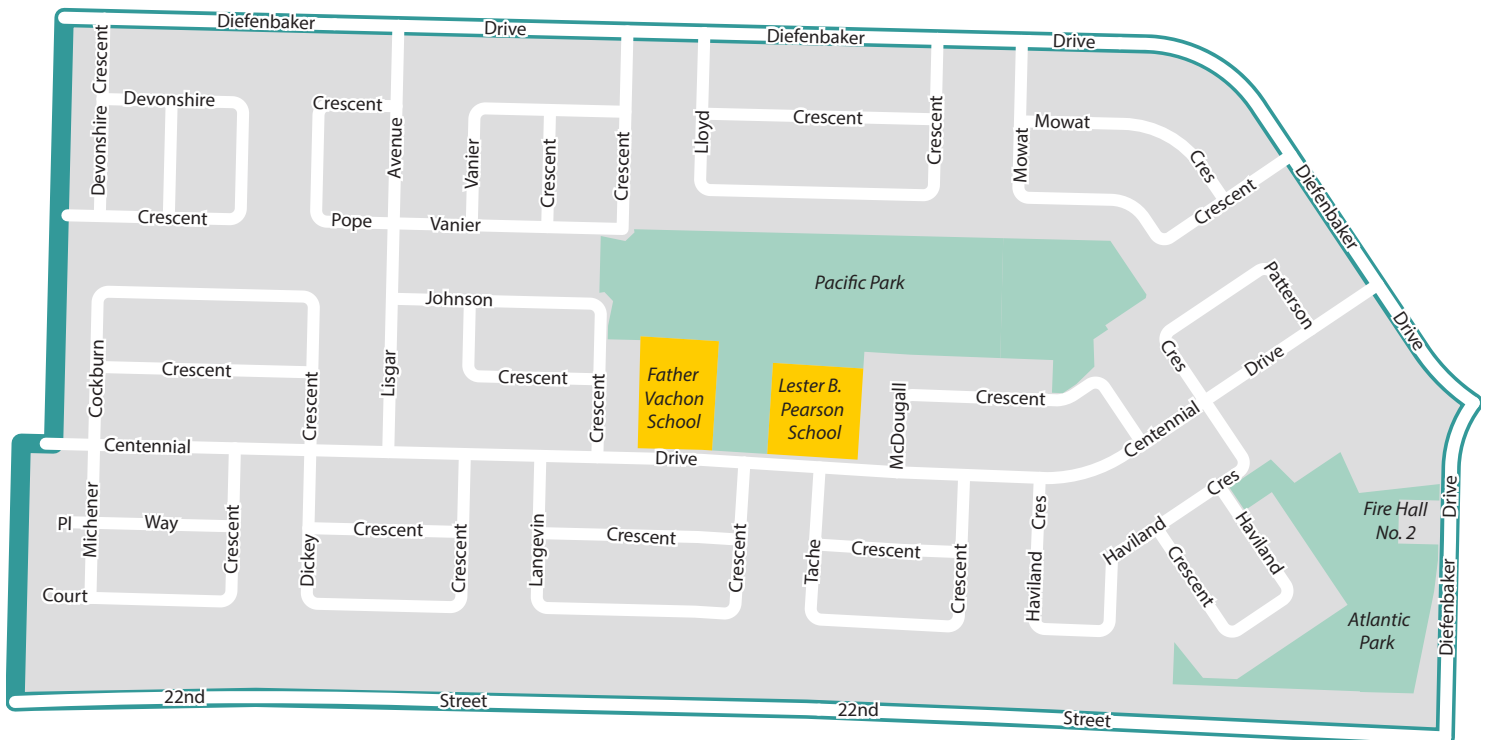 Diefenbaker
Drive
Diefenbaker
Drive
Crescent
Devonshire
Devonshire
Crescent
Crescent
Avenue
Pope
Vanier
Vanier
Crescent
Crescent
Lloyd
Crescent
Crescent
Mowat
Mowat
Cres
Crescent
Diefenbaker
Drive
Pacific Park
Johnson
Crescent
Crescent
Lisgar
Cockburn
Crescent
Crescent
Father
Vachon
School
Lester B.
Pearson
School
McDougall
Crescent
Patterson
Cres
Drive
Centennial
Centennial
Drive
Michener
Pl
Way
Crescent
Court
Dickey
Crescent
Crescent
Langevin
Crescent
Crescent
Tache
Crescent
Crescent
Cres
Haviland
Haviland
Cres
Haviland
Crescent
Fire Hall
No. 2
Atlantic
Park
Drive
Diefenbaker
22nd
Street
22nd
Street